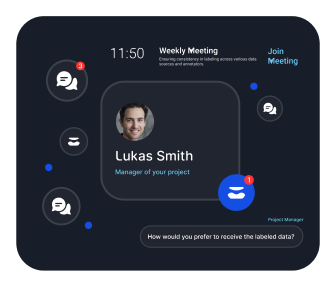 11:50
Weekly Meeting
Ensuring consistency in labeling across various data
sources and annotators.
Join
Meeting
3
Lukas Smith
Manager of your project
1
Project Manager
How would you prefer to receive the labeled data?